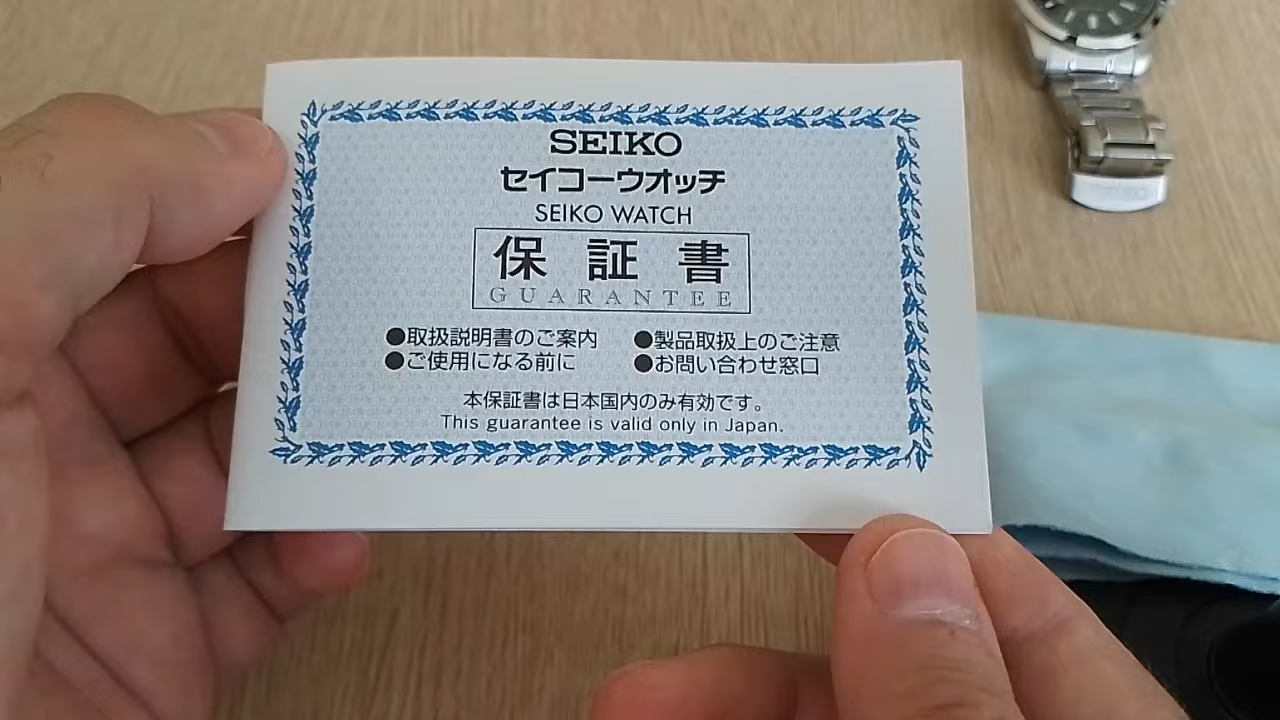 SEIKO
セイコーウオッチ
SEIKO WATCH
保証書
GUARANTEE
●取扱説明書のご案内 ●製品取扱上のご注意
●ご使用になる前に ●お問い合わせ窓口
本保証書は日本国内のみ有効です。
This guarantee is valid only in Japan.